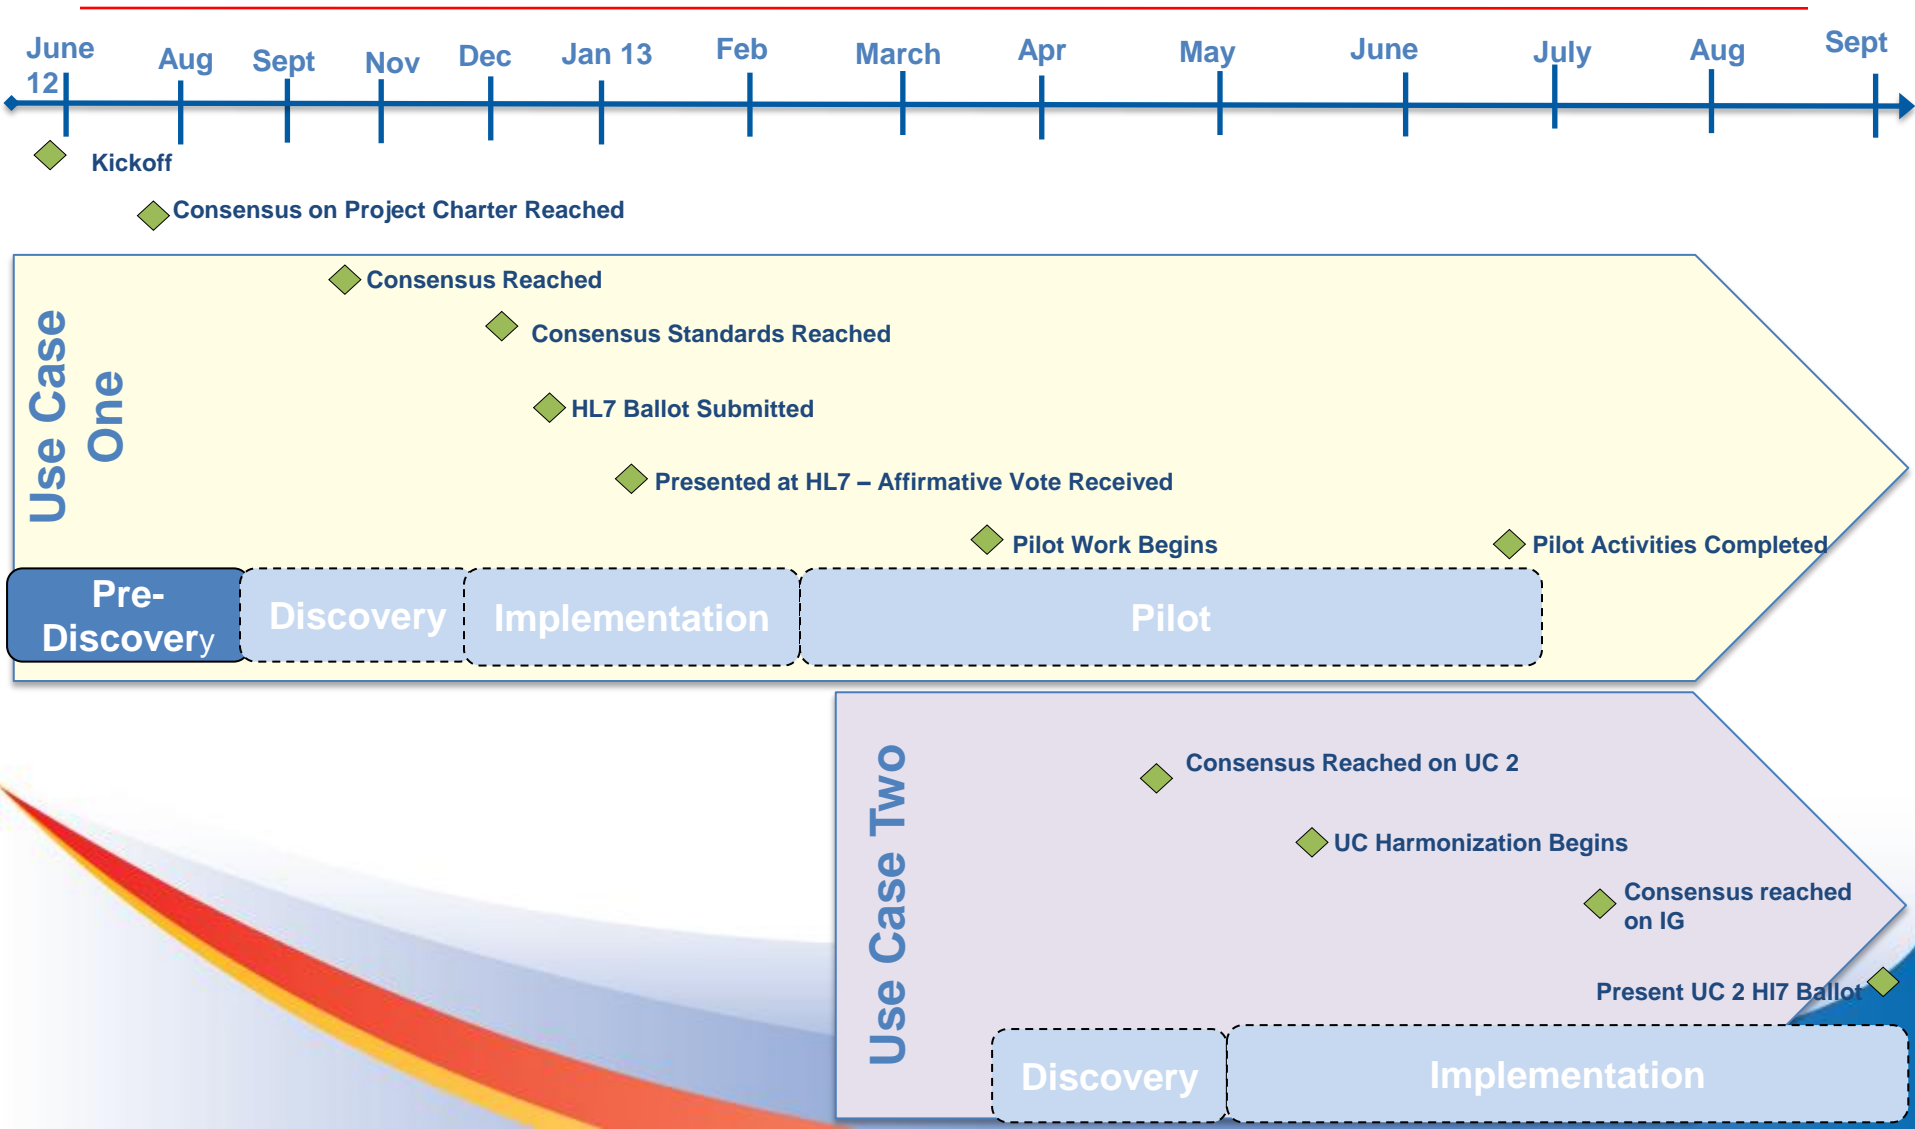 June
12
Aug
Sept
Nov
Dec
Jan 13
Feb
March
Apr
May
June
July
Aug
Sept
Kickoff
Consensus on Project Charter Reached
Use Case
One
Consensus Reached
Consensus Standards Reached
HL7 Ballot Submitted
Presented at HL7 – Affirmative Vote Received
Pilot Work Begins
Pilot Activities Completed
Pre-
Discovery
Discovery
Implementation
Pilot
Use Case Two
Consensus Reached on UC 2
UC Harmonization Begins
Consensus reached
on IG
Present UC 2 Hl7 Ballot
Discovery
Implementation